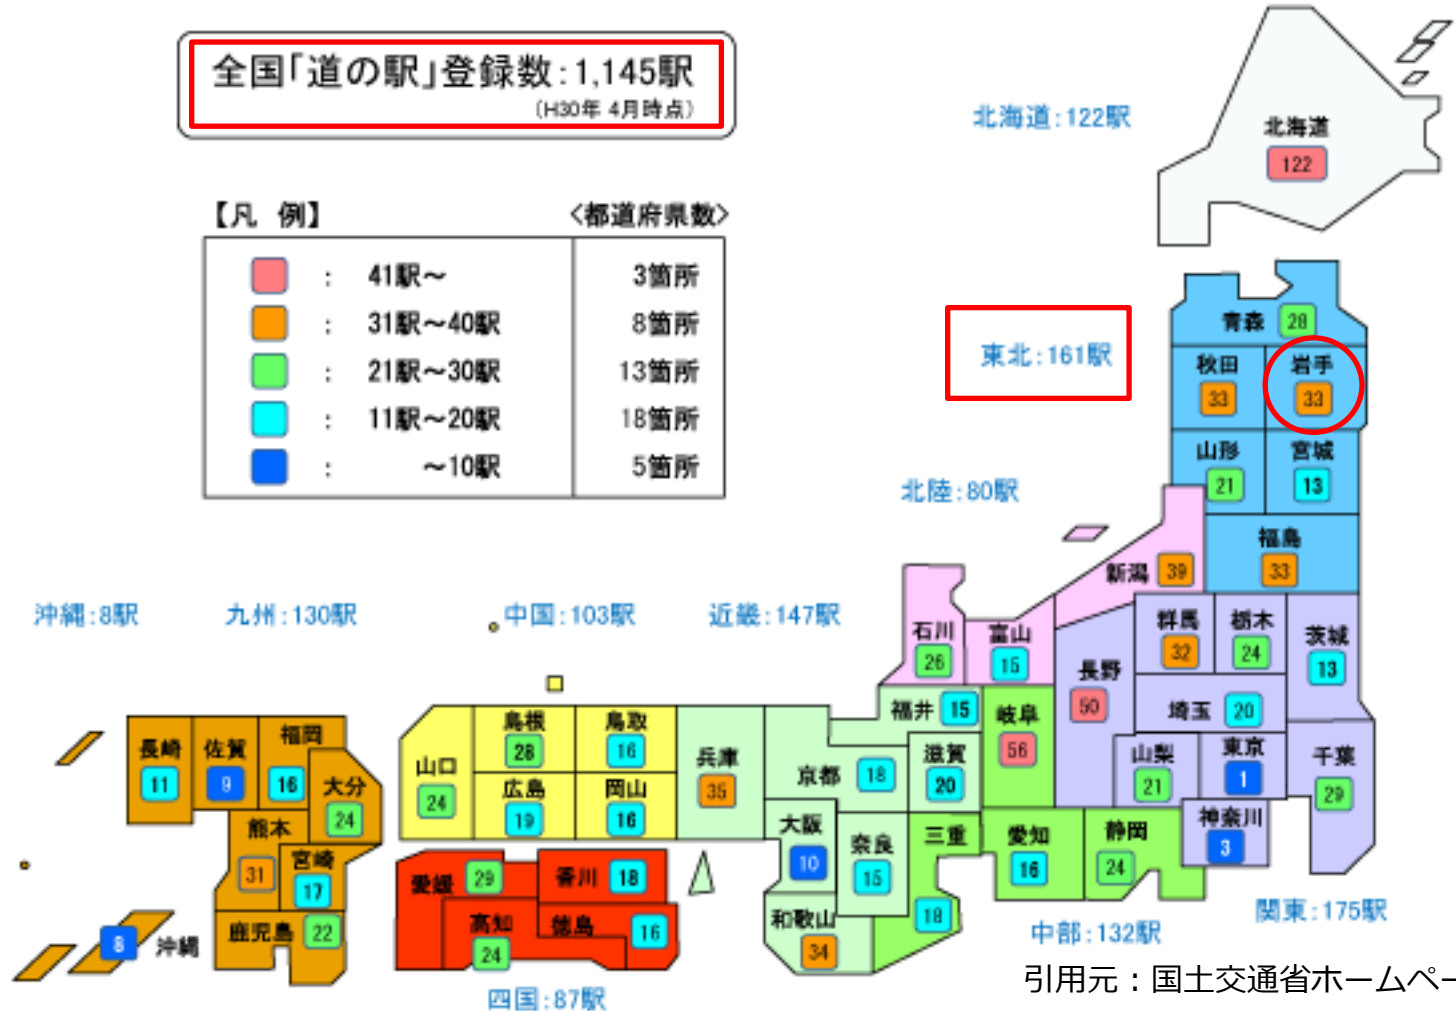 全国「道の駅」登録数：1,145駅
（H30年 4月時点）
【凡 例】 <都道府県数>
： 41駅～ 3箇所
： 31駅～40駅 8箇所
： 21駅～30駅 13箇所
： 11駅～20駅 18箇所
： ～10駅 5箇所
北海道：122駅
北海道
122
東北：161駅
青森 28
秋田
33
岩手
33
山形
21
宮城
13
福島
33
北陸：80駅
新潟 39
石川
26
富山
15
沖縄：8駅
九州：130駅
中国：103駅
近畿：147駅
群馬
32
栃木
24
茨城
13
長野
50
埼玉 20
山梨
21
東京
1
千葉
29
神奈川
3
関東：175駅
福井 15
岐阜
56
滋賀
20
京都 18
兵庫
35
大阪
10
奈良
15
三重
18
和歌山
34
愛知
16
静岡
24
中部：132駅
山口
24
島根
28
鳥取
16
広島
19
岡山
16
愛媛 29
香川 18
高知
24
徳島 16
四国：87駅
長崎
11
佐賀
9
福岡
16
大分
24
熊本
31
宮崎
17
鹿児島 22
8 沖縄
引用元：国土交通省ホームペー